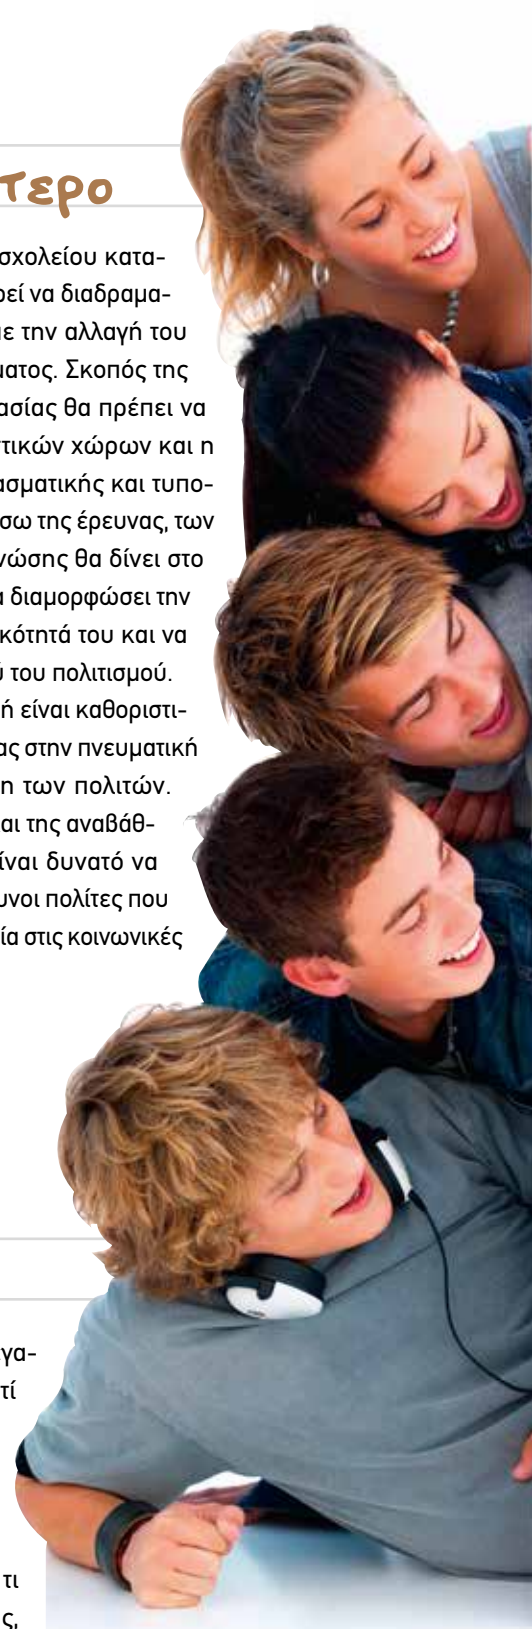 τερο
σχολείου κατα-
ρεί να διαδραμα-
με την αλλαγή του
ματος. Σκοπός της
ασίας θα πρέπει να
τικών χώρων και η
ασματικής και τυπο-
σω της έρευνας, των
νώσης θα δίνει στο
α διαμορφώσει την
κότητά του και να
ύ του πολιτισμού.
ή είναι καθοριστι-
ας στην πνευματική
η των πολιτών.
αι της αναβάθ-
ίναι δυνατό να
υνοι πολίτες που
ία στις κοινωνικές
γα-
τί
τι
ς,